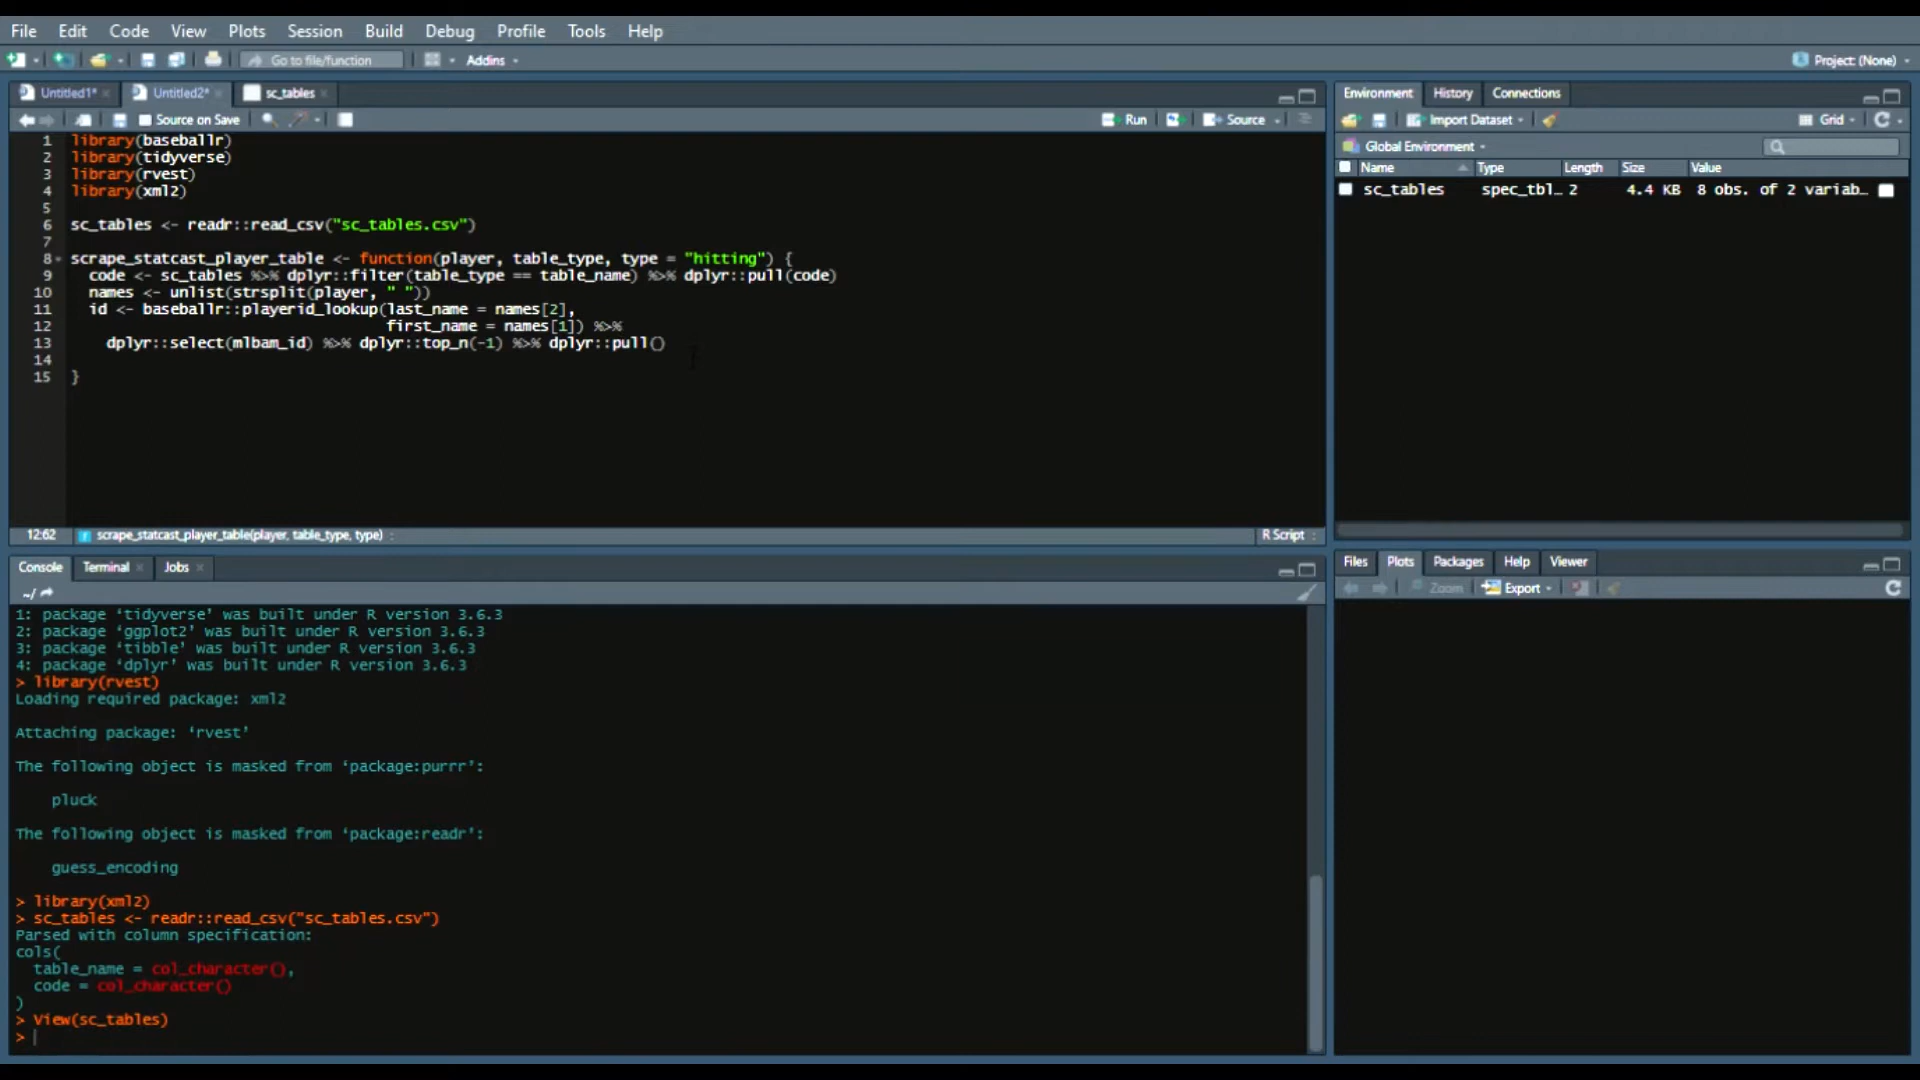 File Edit Code View Plots Session Build Debug Profile Tools Help
Go to file/function Addins Project: (None)
Untitled1* Untitled2* sc_tables
Source on Save Run Source
1 library(baseballr)
2 library(tidyverse)
3 library(rvest)
4 library(xml2)
5
6 sc_tables <- readr::read_csv("sc_tables.csv")
7
8 scrape_statcast_player_table <- function(player, table_type, type = "hitting") {
9 code <- sc_tables %>% dplyr::filter(table_type == table_name) %>% dplyr::pull(code)
10 names <- unlist(strsplit(player, " "))
11 id <- baseballr::playerid_lookup(last_name = names[2],
12 first_name = names[1]) %>%
13 dplyr::select(mlbam_id) %>% dplyr::top_n(-1) %>% dplyr::pull()
14
15 }
12:62 scrape_statcast_player_table(player, table_type, type) R Script
Console Terminal Jobs
~/
1: package ‘tidyverse’ was built under R version 3.6.3
2: package ‘ggplot2’ was built under R version 3.6.3
3: package ‘tibble’ was built under R version 3.6.3
4: package ‘dplyr’ was built under R version 3.6.3
> library(rvest)
Loading required package: xml2
Attaching package: ‘rvest’
The following object is masked from ‘package:purrr’:
pluck
The following object is masked from ‘package:readr’:
guess_encoding
> library(xml2)
> sc_tables <- readr::read_csv("sc_tables.csv")
Parsed with column specification:
cols(
table_name = col_character(),
code = col_character()
)
> View(sc_tables)
>
Environment History Connections
Import Dataset Grid
Global Environment
Name Type Length Size Value
sc_tables spec_tbl… 2 4.4 KB 8 obs. of 2 variab…
Files Plots Packages Help Viewer
Zoom Export